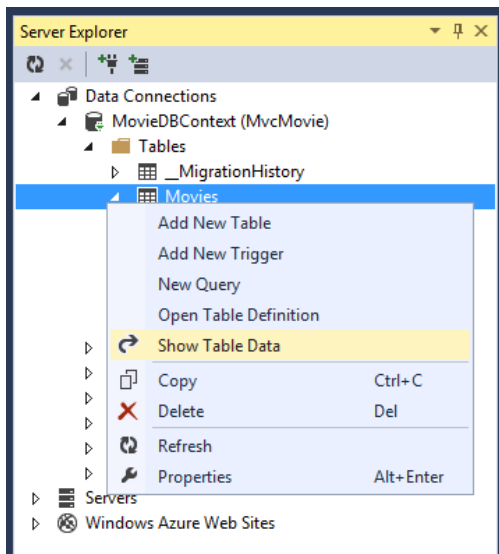 Server Explorer
Data Connections
MovieDBContext (MvcMovie)
Tables
__MigrationHistory
Movies
Add New Table
Add New Trigger
New Query
Open Table Definition
Show Table Data
Copy Ctrl+C
Delete Del
Refresh
Properties Alt+Enter
Servers
Windows Azure Web Sites